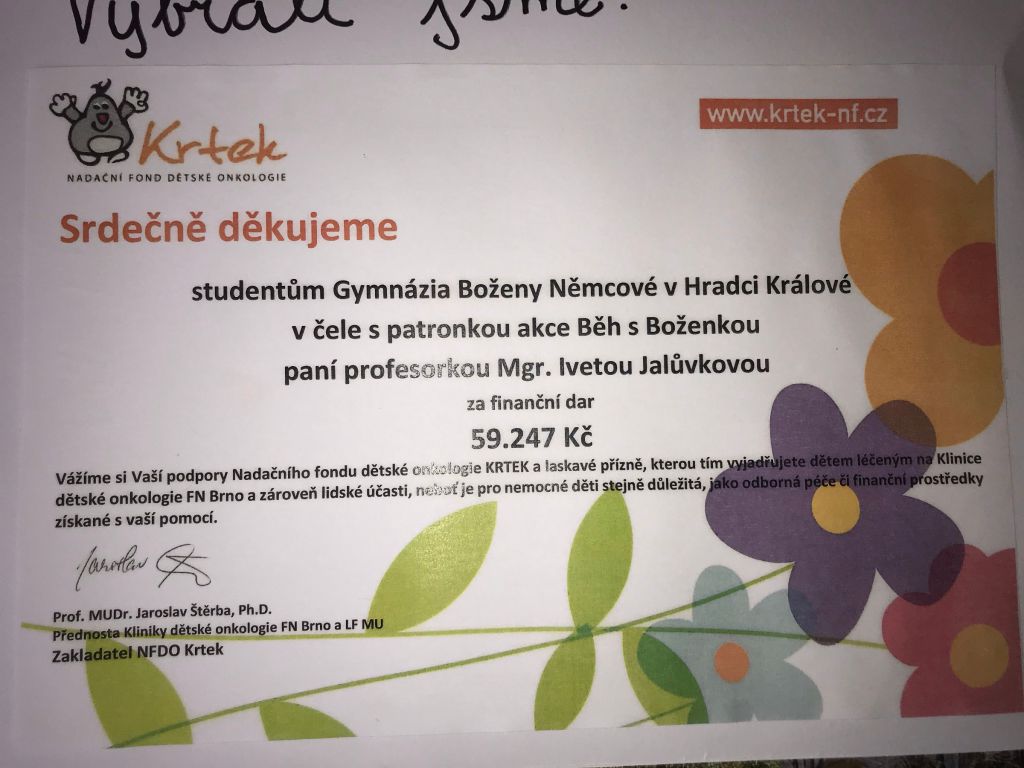 Vybrali jsme!
Krtek
www.krtek-nf.cz
NADAČNÍ FOND DĚTSKÉ ONKOLOGIE
Srdečně děkujeme
studentům Gymnázia Boženy Němcové v Hradci Králové
v čele s patronkou akce Běh s Boženkou
paní profesorkou Mgr. Ivetou Jalůvkovou
za finanční dar
59.247 Kč
Vážíme si Vaší podpory Nadačního fondu dětské onkologie KRTEK a laskavé přízně, kterou tím vyjadřujete dětem léčeným na Klinice
dětské onkologie FN Brno a zároveň lidské účasti, neboť je pro nemocné děti stejně důležitá, jako odborná péče či finanční prostředky
získané s vaší pomocí.
Jaroslav
Prof. MUDr. Jaroslav Štěrba, Ph.D.
Přednosta Kliniky dětské onkologie FN Brno a LF MU
Zakladatel NFDO Krtek